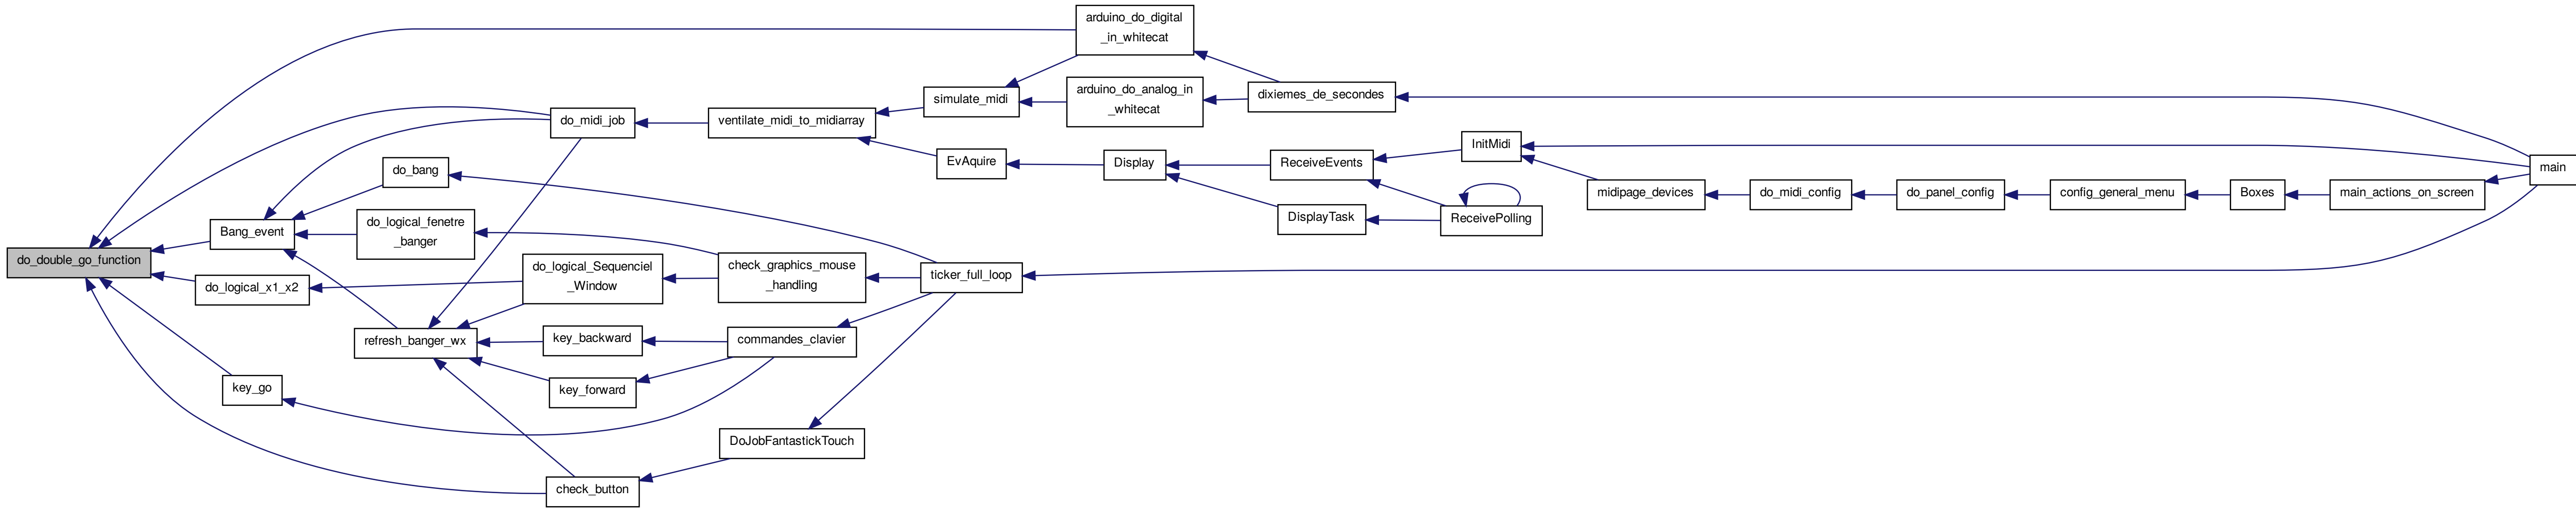 do_double_go_function
arduino_do_digital
_in_whitecat
do_midi_job
Bang_event
do_logical_x1_x2
key_go
check_button
do_bang
do_logical_fenetre
_banger
refresh_banger_wx
do_logical_Sequenciel
_Window
key_backward
key_forward
ventilate_midi_to_midiarray
check_graphics_mouse
_handling
commandes_clavier
DoJobFantastickTouch
simulate_midi
EvAquire
ticker_full_loop
arduino_do_analog_in
_whitecat
Display
dixiemes_de_secondes
ReceiveEvents
DisplayTask
InitMidi
ReceivePolling
midipage_devices
do_midi_config
do_panel_config
config_general_menu
Boxes
main_actions_on_screen
main